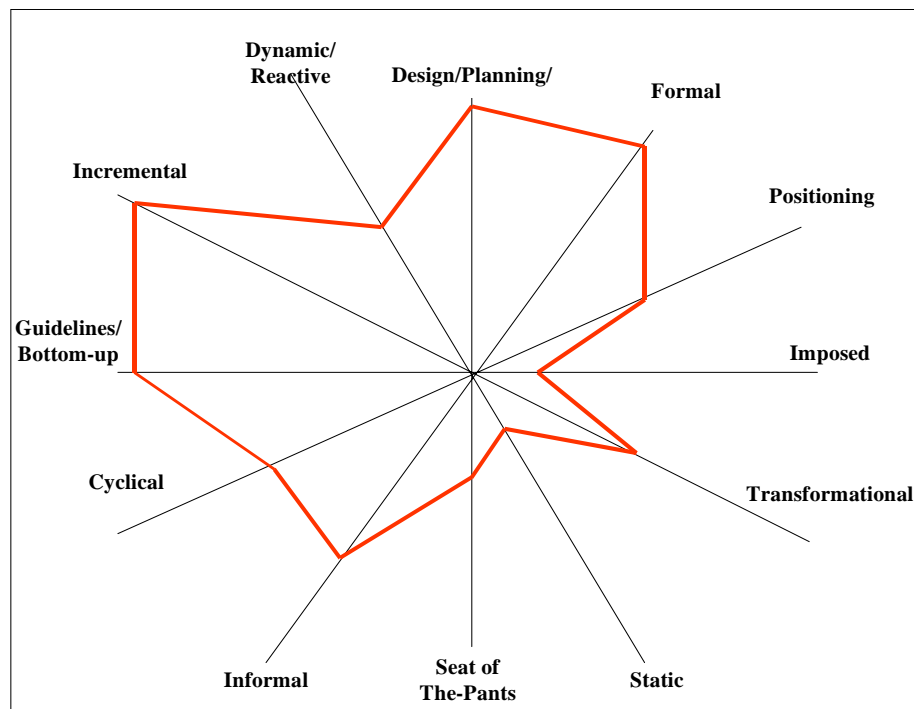 Dynamic/
Reactive
Design/Planning/
Formal
Incremental
Positioning
Guidelines/
Bottom-up
Imposed
Cyclical
Transformational
Informal
Seat of
The-Pants
Static